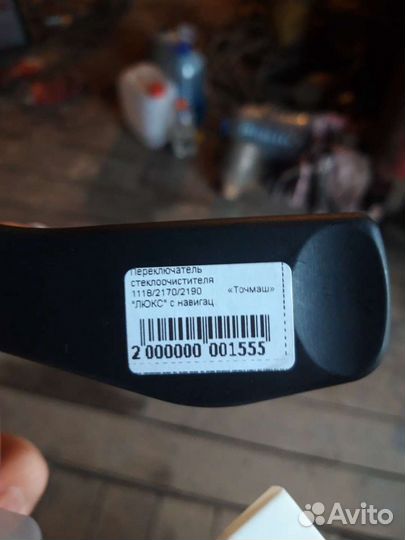 Переключатель
стеклоочистителя
1118/2170/2190 «Точмаш»
"ЛЮКС" с навигац
2 000000 001555
Avito